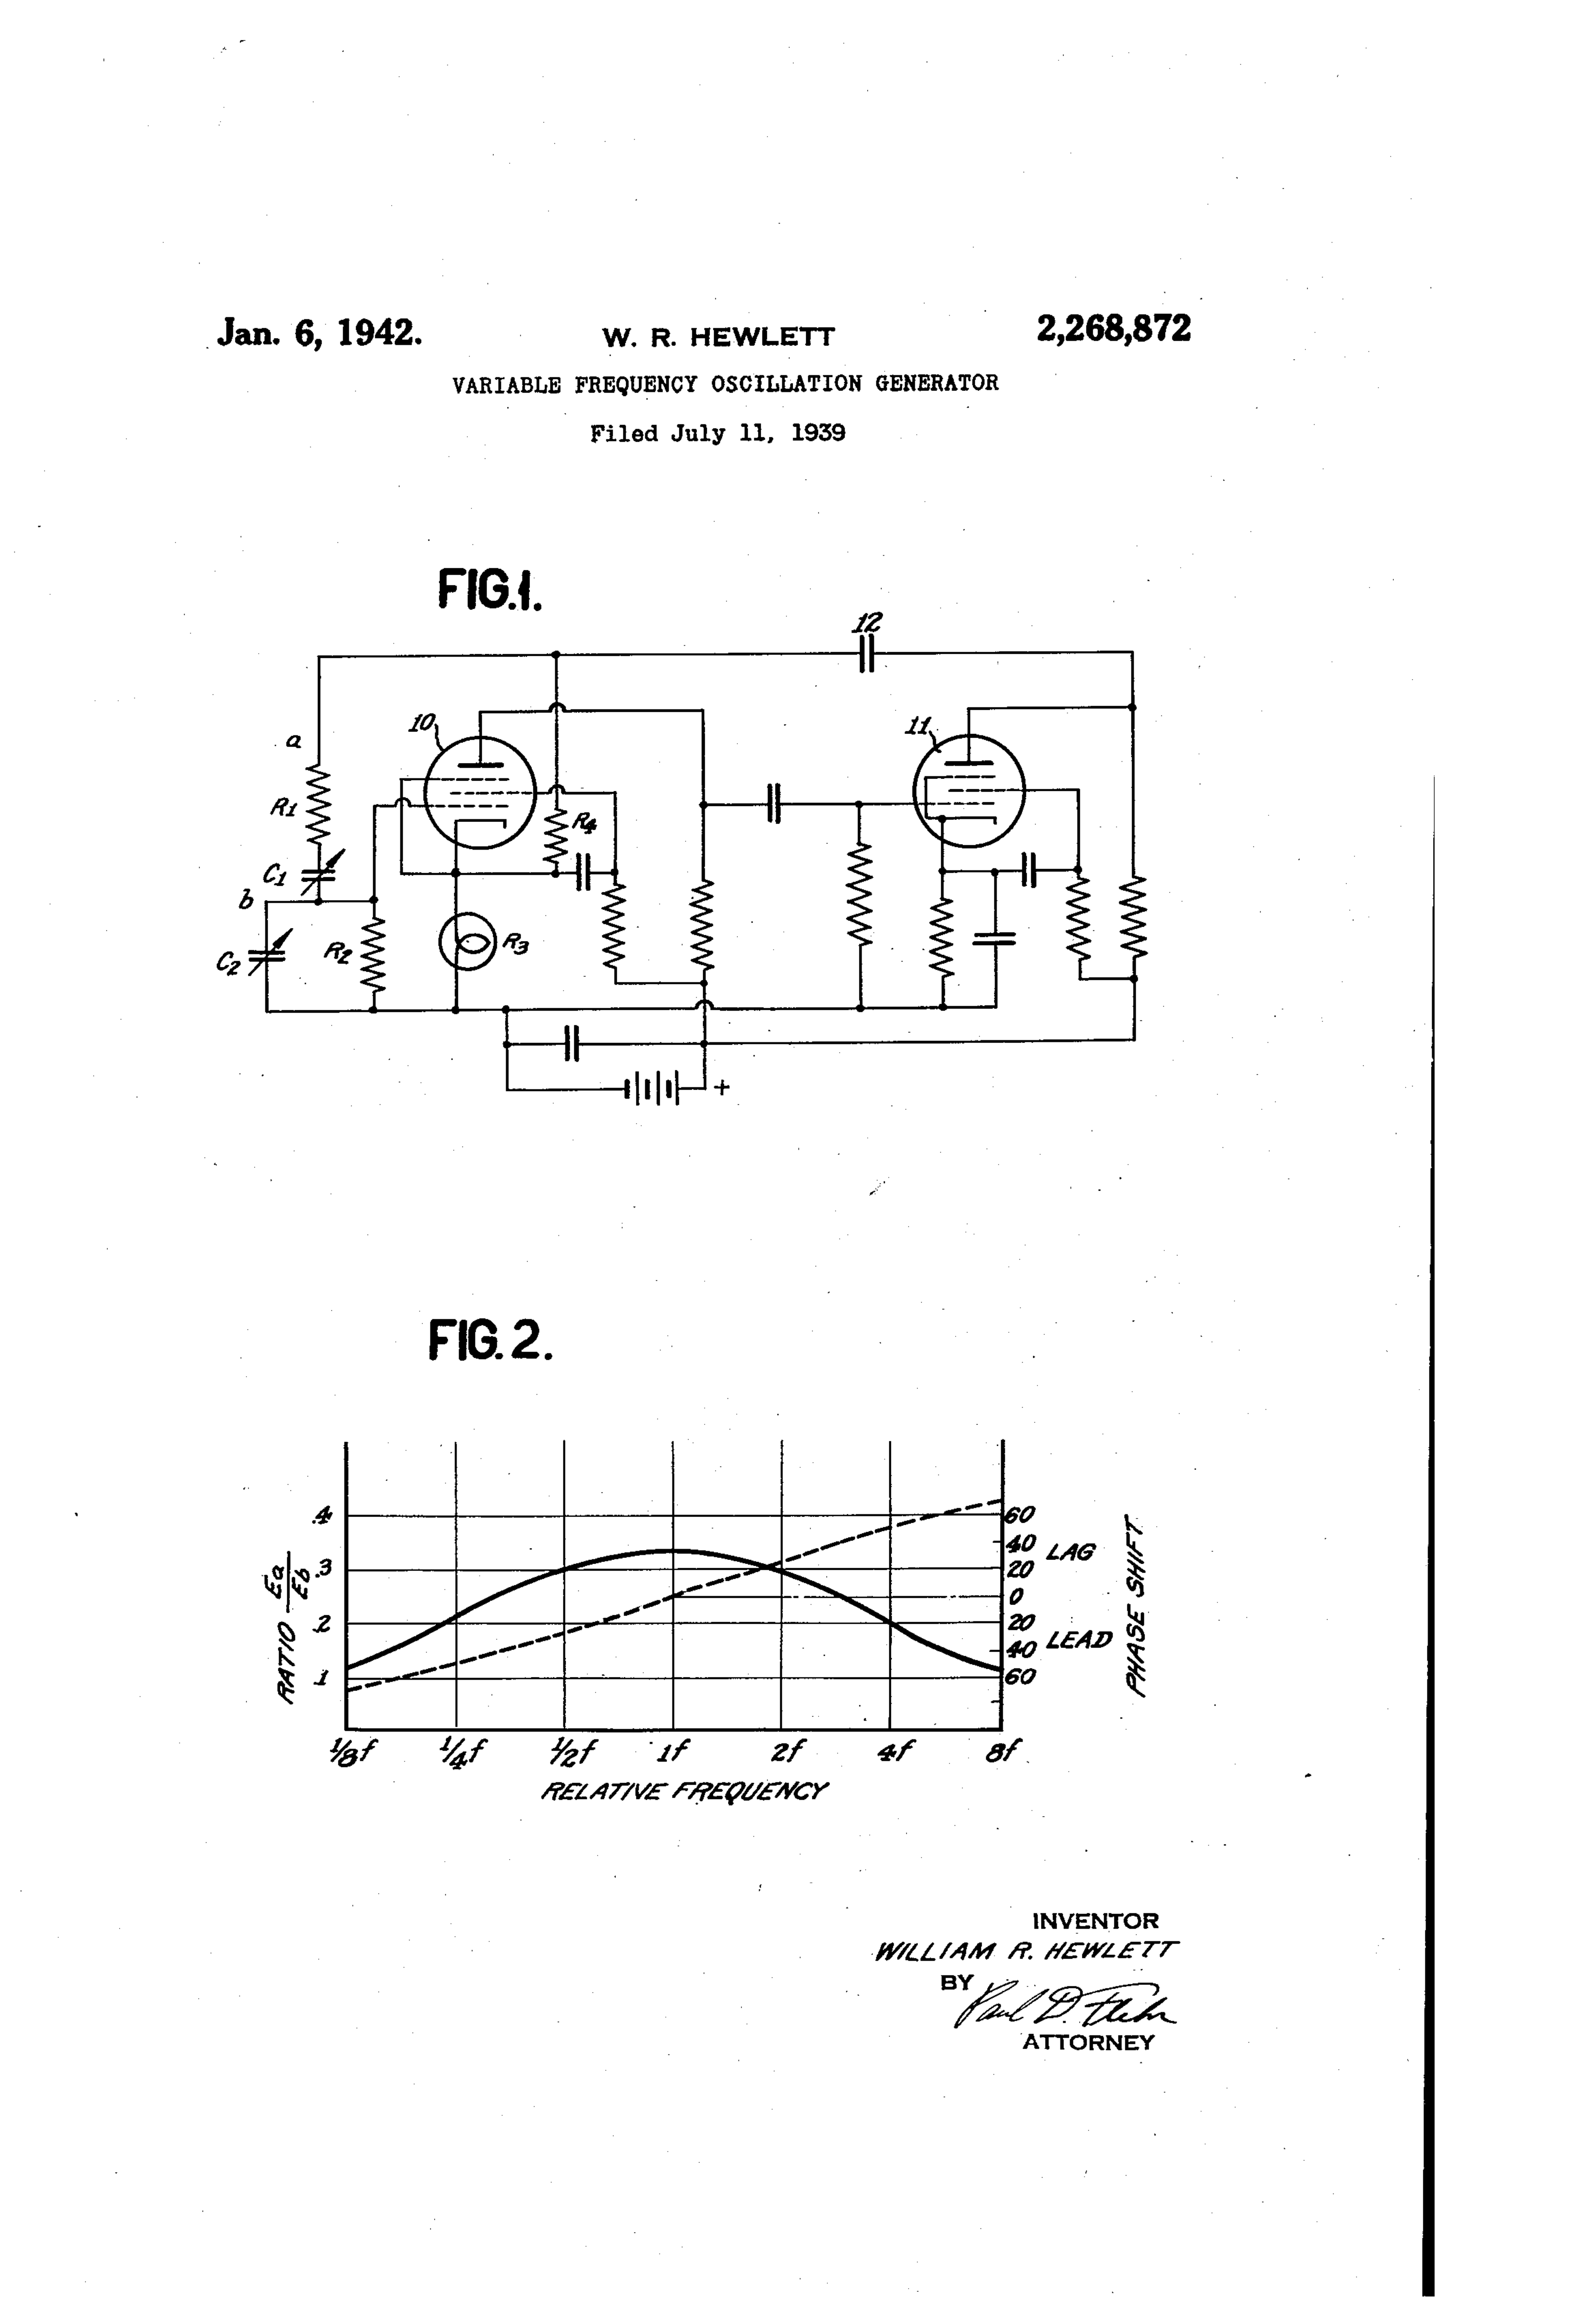 Jan. 6, 1942. W. R. HEWLETT 2,268,872
VARIABLE FREQUENCY OSCILLATION GENERATOR
Filed July 11, 1939
FIG.1.
12
10
11
a
R1
R4
C1
b
C2
R2
R3
+
FIG. 2.
.4
.3
.2
.1
RATIO Ea/Eb
60
40 LAG
20
0
20
40 LEAD
60
PHASE SHIFT
1/8f 1/4f 1/2f 1f 2f 4f 8f
RELATIVE FREQUENCY
INVENTOR
WILLIAM R. HEWLETT
BY
Paul D. Flehr
ATTORNEY